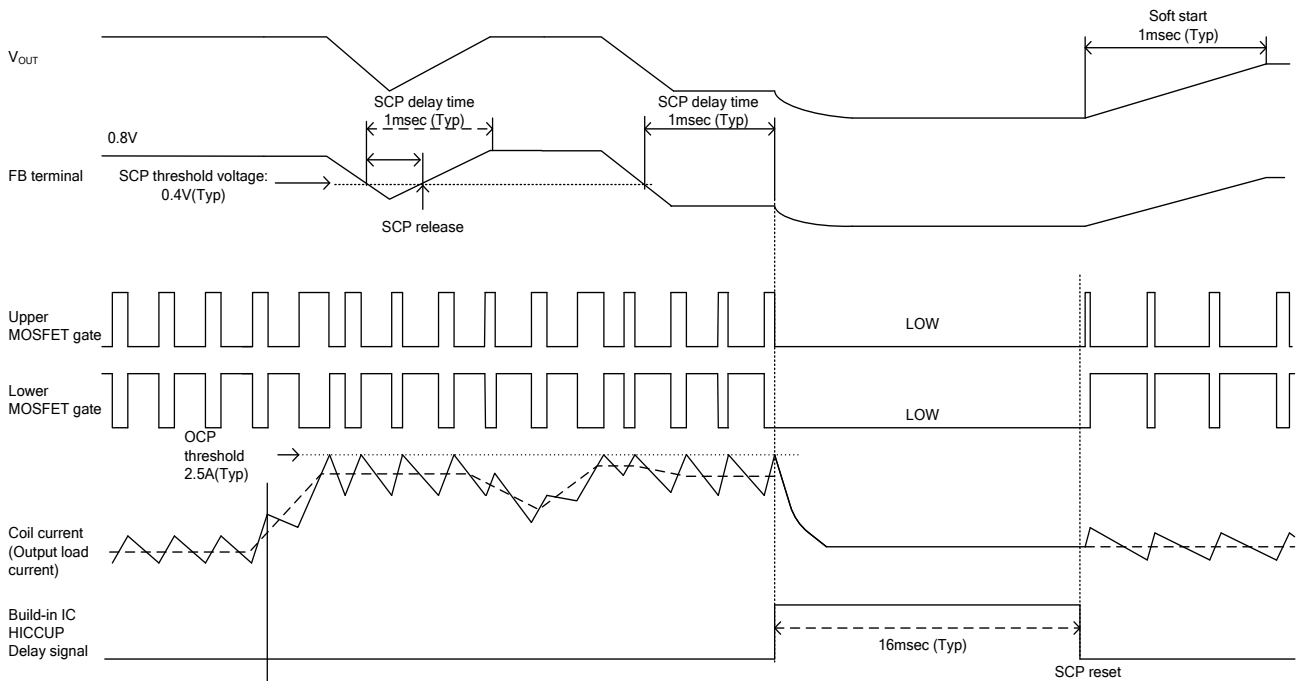 Soft start
1msec (Typ)
VOUT
SCP delay time
1msec (Typ)
SCP delay time
1msec (Typ)
0.8V
FB terminal
SCP threshold voltage:
0.4V(Typ)
SCP release
Upper
MOSFET gate
LOW
Lower
MOSFET gate
LOW
OCP
threshold
2.5A(Typ)
Coil current
(Output load
current)
Build-in IC
HICCUP
Delay signal
16msec (Typ)
SCP reset